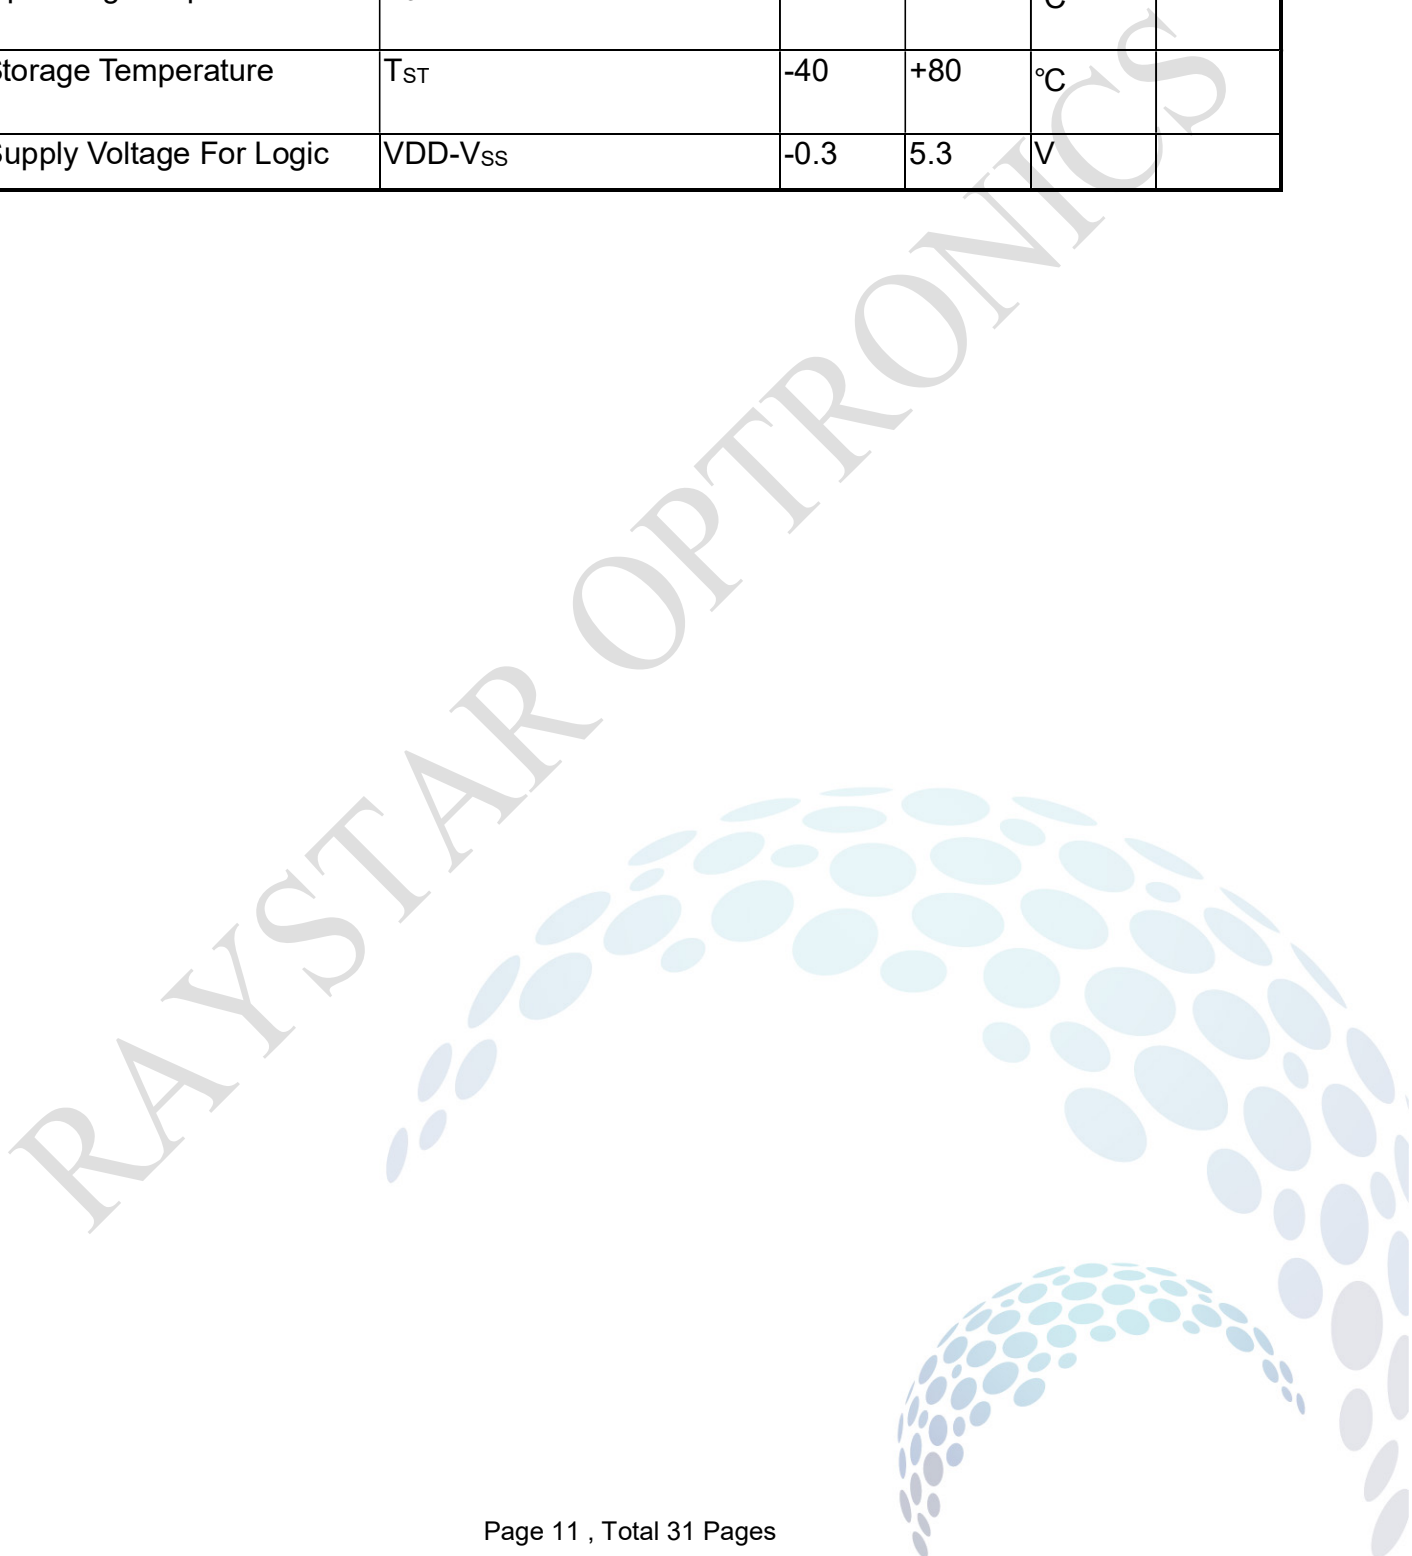 Storage Temperature TST -40 +80 ℃
Supply Voltage For Logic VDD-VSS -0.3 5.3 V
RAYSTAR OPTRONICS
Page 11 , Total 31 Pages